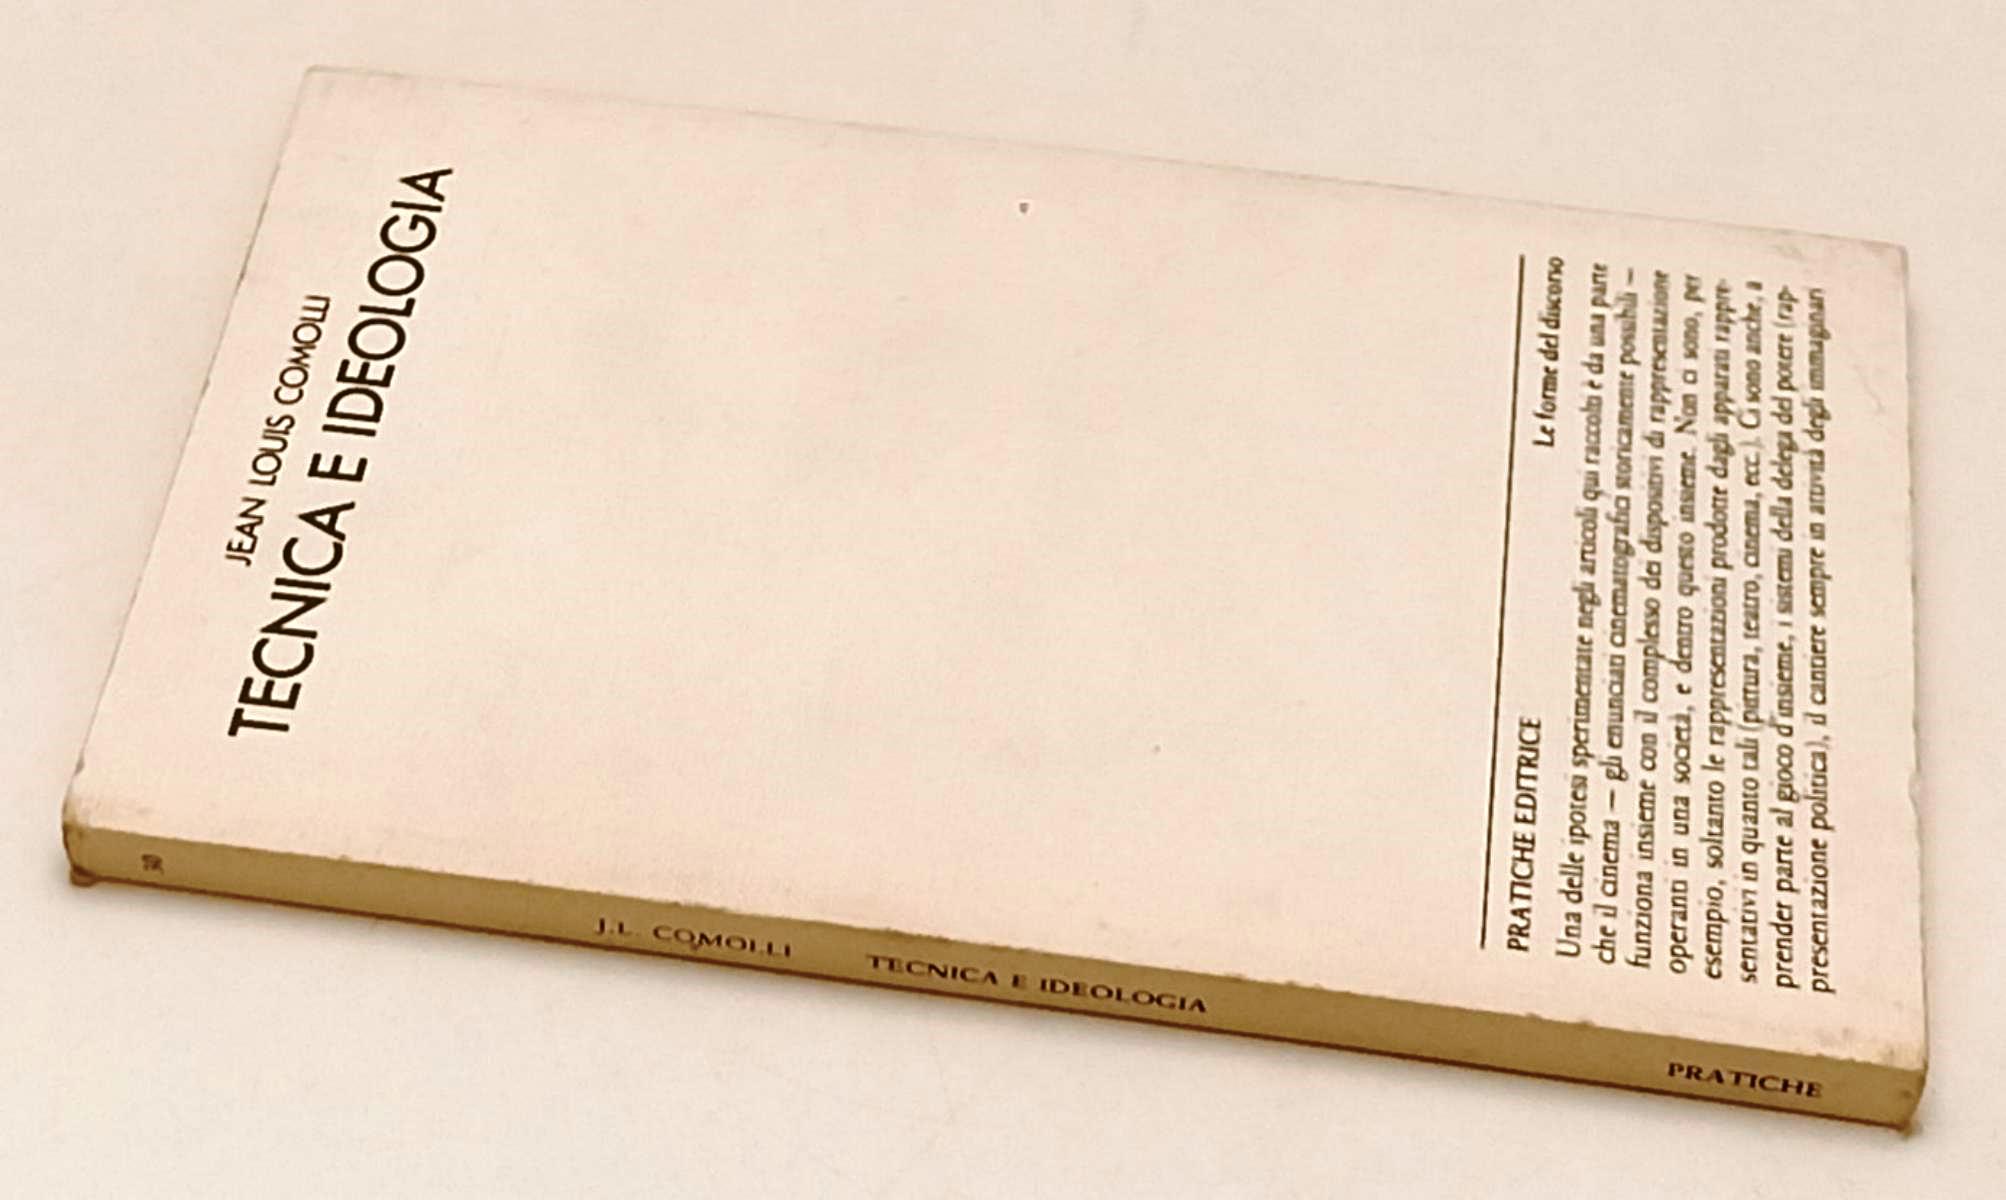 JEAN LOUIS COMOLLI
TECNICA E IDEOLOGIA
PRATICHE EDITRICE
Le forme del discorso
Una delle ipotesi sperimentate negli articoli qui raccolti è da una parte
che il cinema — gli enunciati cinematografici storicamente possibili —
funziona insieme con il complesso dei dispositivi di rappresentazione
operanti in una società, e dentro questo insieme. Non ci sono, per
esempio, soltanto le rappresentazioni prodotte dagli apparati rappre-
sentativi in quanto tali (pittura, teatro, cinema, ecc.). Ci sono anche, a
prender parte al gioco d'insieme, i sistemi della delega del potere (rap-
presentazione politica), il cantiere sempre in attività degli immaginari
J.L. COMOLLI
TECNICA E IDEOLOGIA
PRATICHE